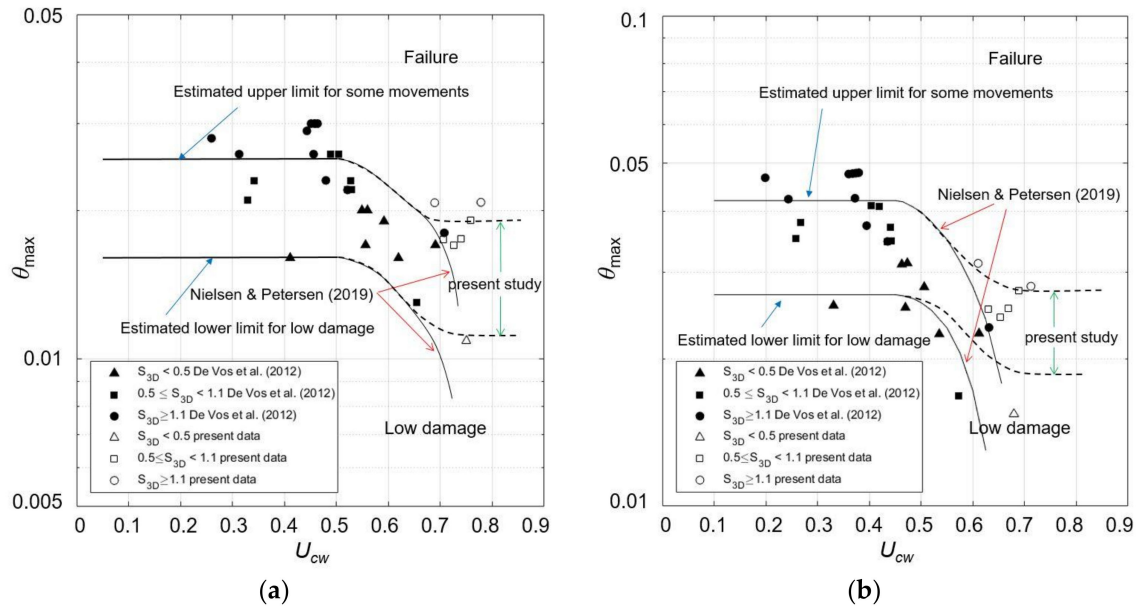 0.05
Failure
Estimated upper limit for some movements
θmax
Nielsen & Petersen (2019)
present study
Estimated lower limit for low damage
0.01
S3D < 0.5 De Vos et al. (2012)
0.5 ≤ S3D < 1.1 De Vos et al. (2012)
S3D≥1.1 De Vos et al. (2012)
S3D < 0.5 present data
0.5≤S3D < 1.1 present data
S3D≥1.1 present data
Low damage
0.005
0 0.1 0.2 0.3 0.4 0.5 0.6 0.7 0.8 0.9
Ucw
(a)
0.1
Failure
Estimated upper limit for some movements
0.05
Nielsen & Petersen (2019)
θmax
Estimated lower limit for low damage
present study
S3D < 0.5 De Vos et al. (2012)
0.5 ≤ S3D < 1.1 De Vos et al. (2012)
S3D≥1.1 De Vos et al. (2012)
S3D < 0.5 present data
0.5≤S3D < 1.1 present data
S3D≥1.1 present data
Low damage
0.01
0 0.1 0.2 0.3 0.4 0.5 0.6 0.7 0.8 0.9
Ucw
(b)